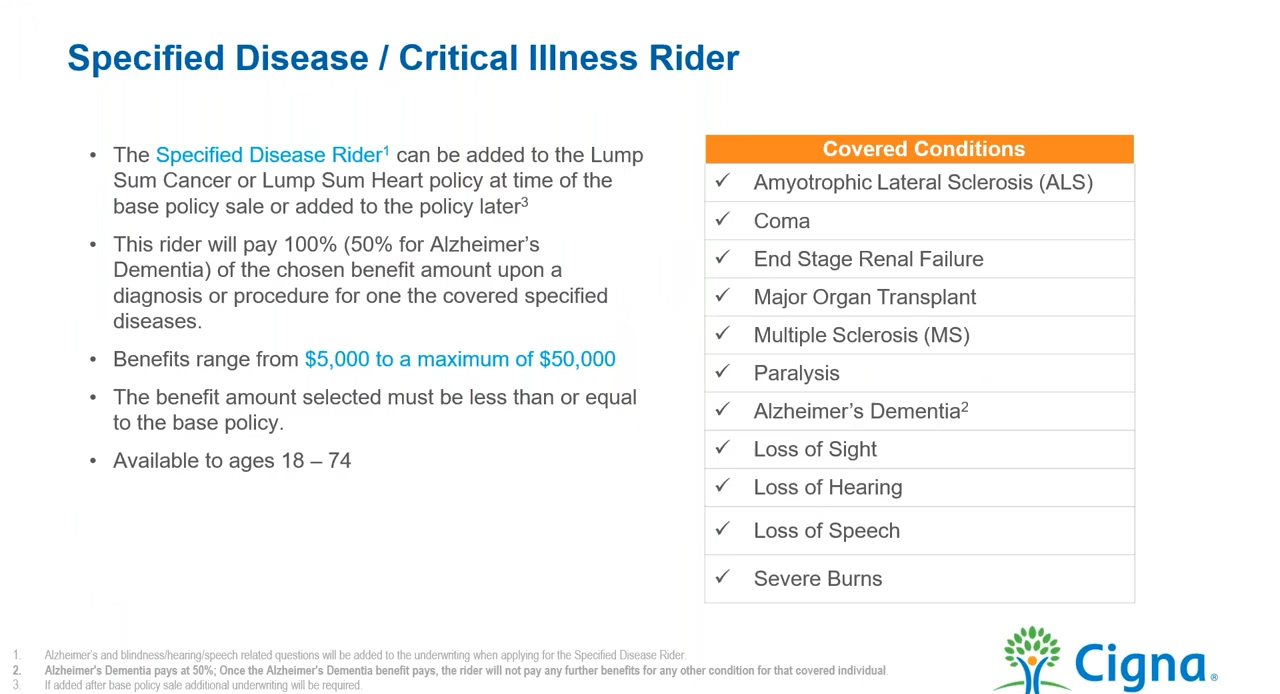 Specified Disease / Critical Illness Rider
• The Specified Disease Rider1 can be added to the Lump
Sum Cancer or Lump Sum Heart policy at time of the
base policy sale or added to the policy later3
• This rider will pay 100% (50% for Alzheimer’s
Dementia) of the chosen benefit amount upon a
diagnosis or procedure for one the covered specified
diseases.
• Benefits range from $5,000 to a maximum of $50,000
• The benefit amount selected must be less than or equal
to the base policy.
• Available to ages 18 – 74
Covered Conditions
✓ Amyotrophic Lateral Sclerosis (ALS)
✓ Coma
✓ End Stage Renal Failure
✓ Major Organ Transplant
✓ Multiple Sclerosis (MS)
✓ Paralysis
✓ Alzheimer’s Dementia2
✓ Loss of Sight
✓ Loss of Hearing
✓ Loss of Speech
✓ Severe Burns
1. Alzheimer's and blindness/hearing/speech related questions will be added to the underwriting when applying for the Specified Disease Rider.
2. Alzheimer's Dementia pays at 50%; Once the Alzheimer's Dementia benefit pays, the rider will not pay any further benefits for any other condition for that covered individual.
3. If added after base policy sale additional underwriting will be required.
Cigna®